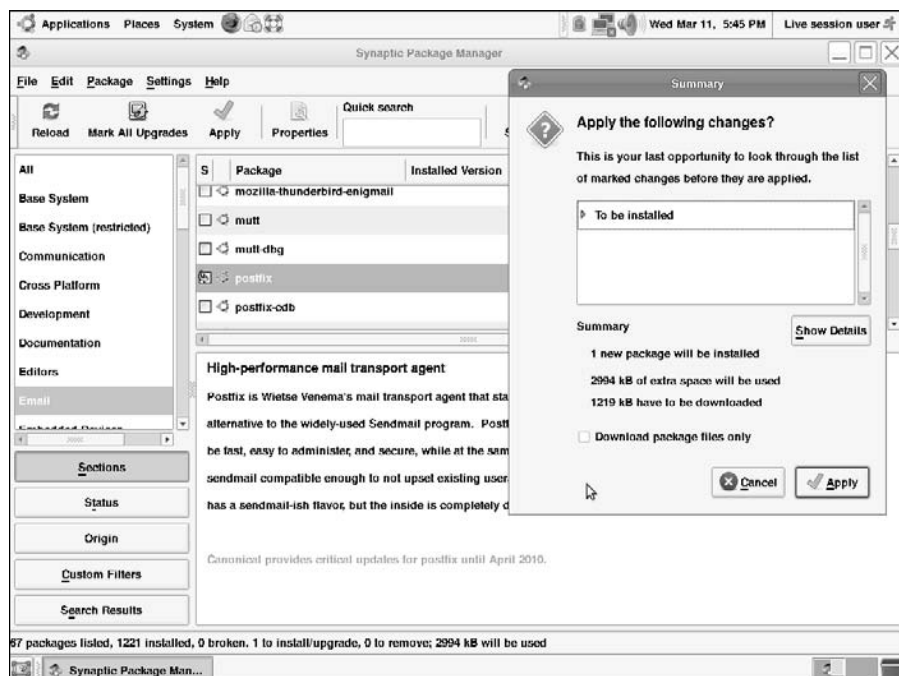 Applications Places System
Wed Mar 11, 5:45 PM
Live session user
Synaptic Package Manager
File Edit Package Settings Help
Reload
Mark All Upgrades
Apply
Properties
Quick search
All
Base System
Base System (restricted)
Communication
Cross Platform
Development
Documentation
Editors
Email
Embedded Devices
Sections
Status
Origin
Custom Filters
Search Results
S Package Installed Version
mozilla-thunderbird-enigmail
mutt
mutt-dbg
postfix
postfix-cdb
High-performance mail transport agent
Postfix is Wietse Venema's mail transport agent that sta
alternative to the widely-used Sendmail program. Postf
be fast, easy to administer, and secure, while at the sam
sendmail compatible enough to not upset existing user
has a sendmail-ish flavor, but the inside is completely d
Canonical provides critical updates for postfix until April 2010.
Summary
Apply the following changes?
This is your last opportunity to look through the list
of marked changes before they are applied.
To be installed
Summary
Show Details
1 new package will be installed
2994 kB of extra space will be used
1219 kB have to be downloaded
Download package files only
Cancel
Apply
67 packages listed, 1221 installed, 0 broken. 1 to install/upgrade, 0 to remove; 2994 kB will be used
Synaptic Package Man...